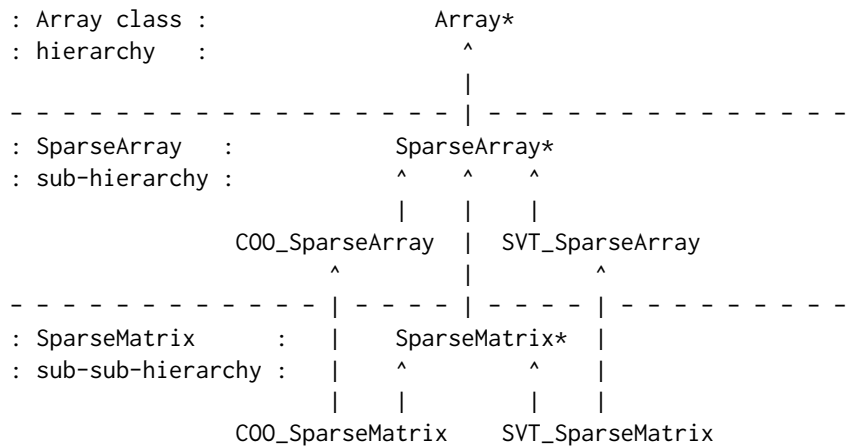 : Array class :                 Array*
: hierarchy   :                   ^
                                  |
- - - - - - - - - - - - - - - - - | - - - - - - - - - - - - - -
: SparseArray   :            SparseArray*
: sub-hierarchy :            ^    ^    ^
                             |    |    |
                 COO_SparseArray  |  SVT_SparseArray
                        ^         |         ^
- - - - - - - - - - - - | - - - - | - - - - | - - - - - - - - -
: SparseMatrix      :   |    SparseMatrix*  |
: sub-sub-hierarchy :   |    ^         ^    |
                        |    |         |    |
                 COO_SparseMatrix    SVT_SparseMatrix